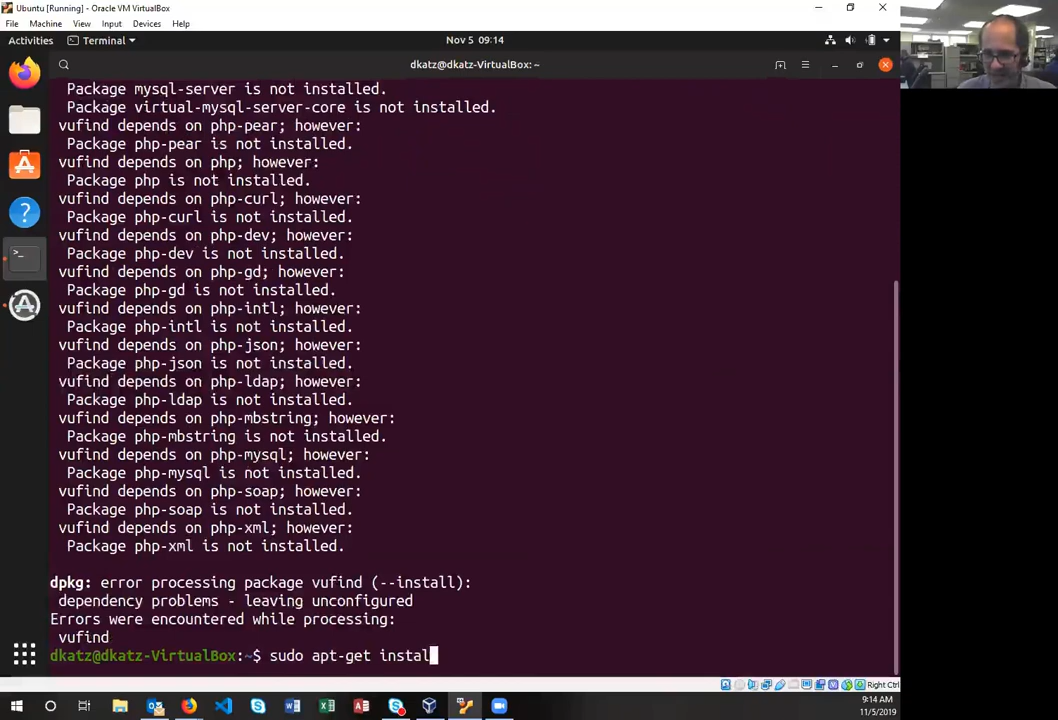 Ubuntu [Running] - Oracle VM VirtualBox
File Machine View Input Devices Help
Activities Terminal Nov 5 09:14
dkatz@dkatz-VirtualBox: ~
Package mysql-server is not installed.
Package virtual-mysql-server-core is not installed.
vufind depends on php-pear; however:
Package php-pear is not installed.
vufind depends on php; however:
Package php is not installed.
vufind depends on php-curl; however:
Package php-curl is not installed.
vufind depends on php-dev; however:
Package php-dev is not installed.
vufind depends on php-gd; however:
Package php-gd is not installed.
vufind depends on php-intl; however:
Package php-intl is not installed.
vufind depends on php-json; however:
Package php-json is not installed.
vufind depends on php-ldap; however:
Package php-ldap is not installed.
vufind depends on php-mbstring; however:
Package php-mbstring is not installed.
vufind depends on php-mysql; however:
Package php-mysql is not installed.
vufind depends on php-soap; however:
Package php-soap is not installed.
vufind depends on php-xml; however:
Package php-xml is not installed.
dpkg: error processing package vufind (--install):
dependency problems - leaving unconfigured
Errors were encountered while processing:
vufind
dkatz@dkatz-VirtualBox:~$ sudo apt-get instal
Right Ctrl
9:14 AM
11/5/2019